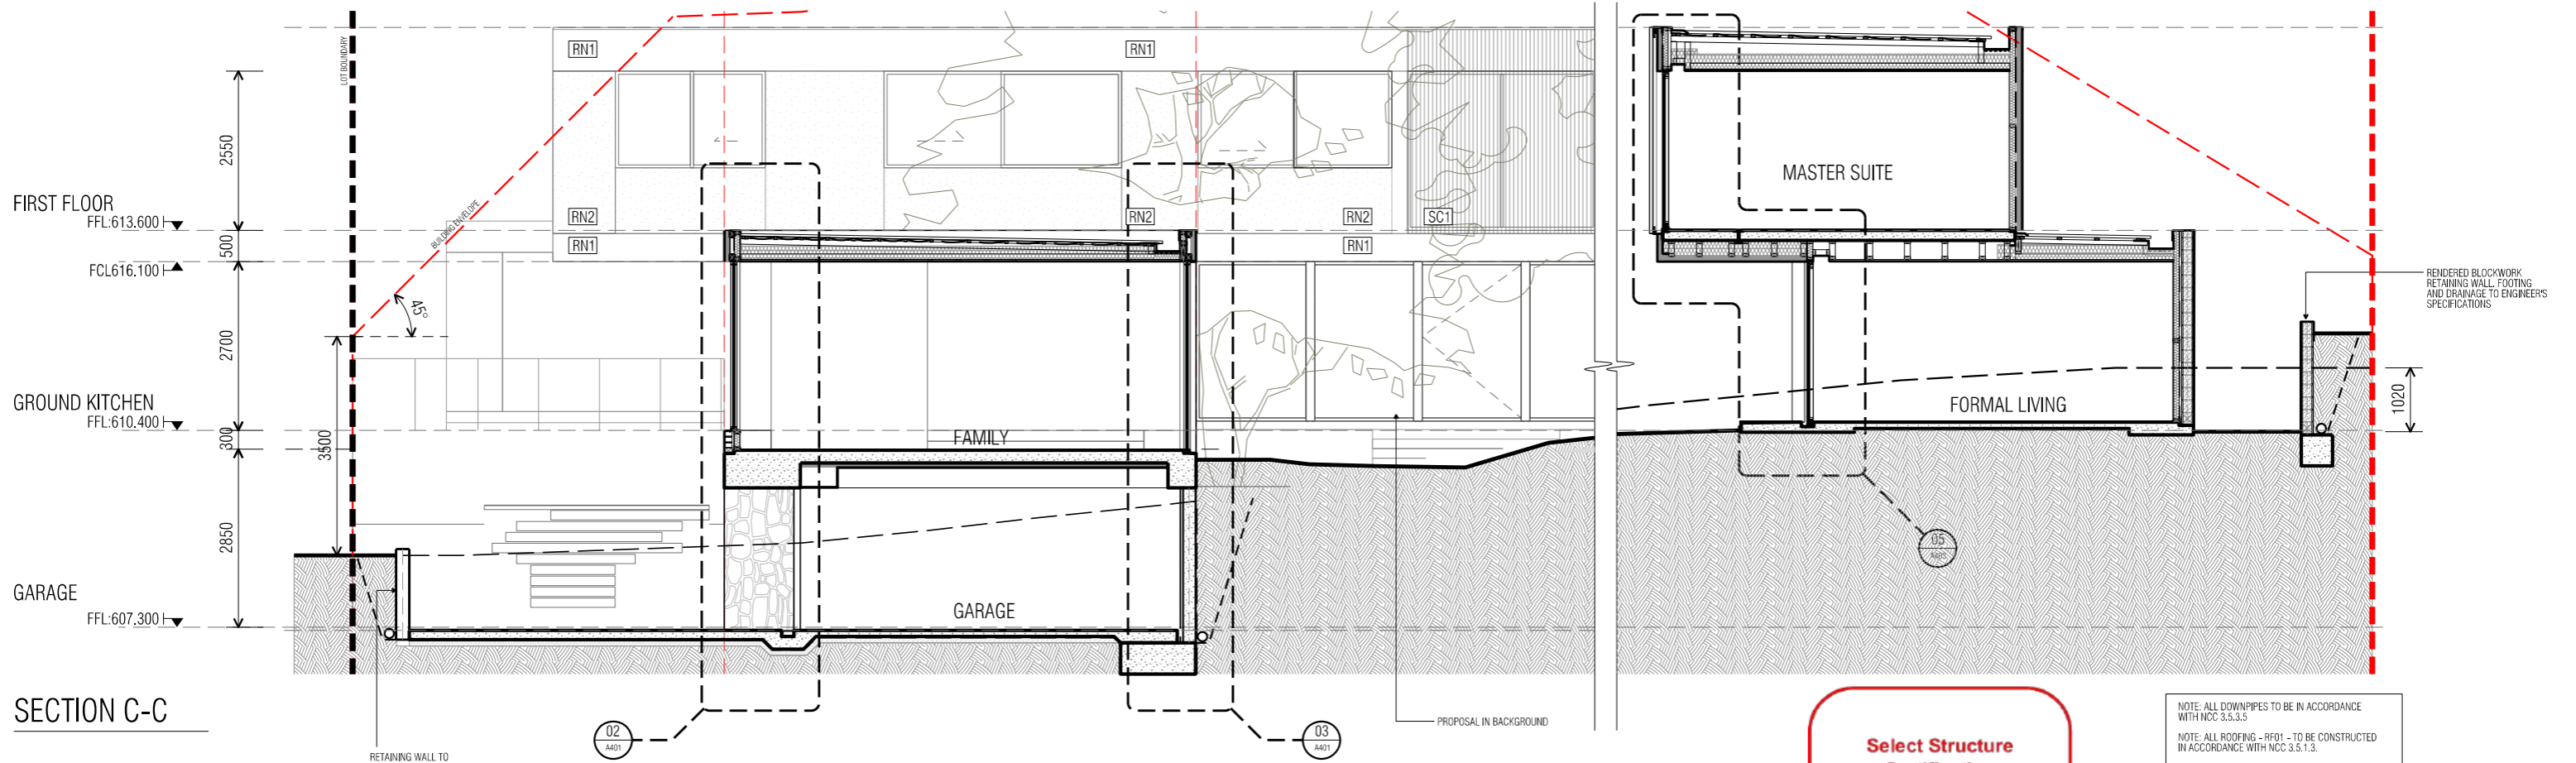 LOT BOUNDARY
RN1
RN1
2550
MASTER SUITE
FIRST FLOOR
FFL:613.600
BUILDING ENVELOPE
RN2
RN2
RN2
SC1
500
RN1
RN1
FCL616.100
RENDERED BLOCKWORK
RETAINING WALL. FOOTING
AND DRAINAGE TO ENGINEER'S
SPECIFICATIONS
45°
2700
GROUND KITCHEN
FFL:610.400
FORMAL LIVING
1020
300
3500
FAMILY
2850
05
A403
GARAGE
FFL:607.300
GARAGE
SECTION C-C
02
A401
03
A401
PROPOSAL IN BACKGROUND
RETAINING WALL TO
Select Structure
NOTE: ALL DOWNPIPES TO BE IN ACCORDANCE
WITH NCC 3.5.3.5
NOTE: ALL ROOFING - RF01 - TO BE CONSTRUCTED
IN ACCORDANCE WITH NCC 3.5.1.3.